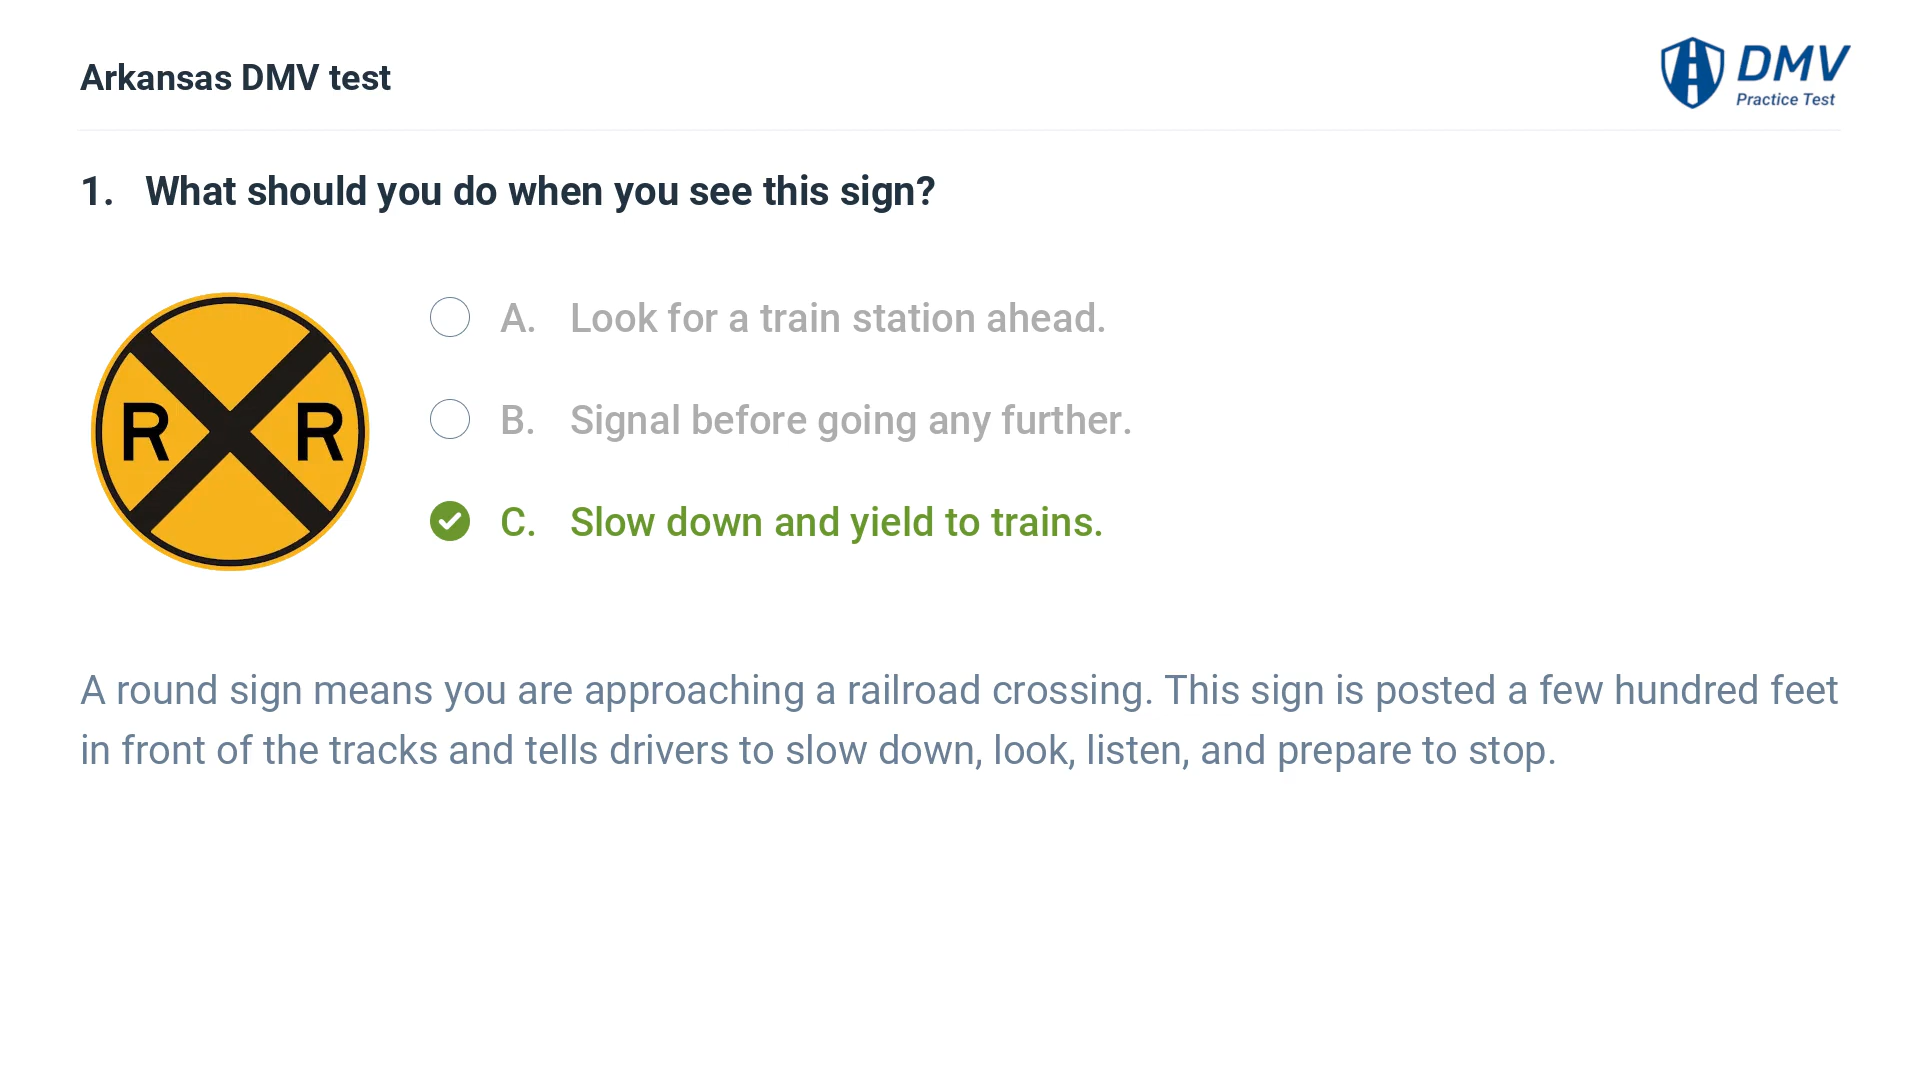 Arkansas DMV test
DMV
Practice Test
1. What should you do when you see this sign?
R R
A. Look for a train station ahead.
B. Signal before going any further.
C. Slow down and yield to trains.
A round sign means you are approaching a railroad crossing. This sign is posted a few hundred feet
in front of the tracks and tells drivers to slow down, look, listen, and prepare to stop.